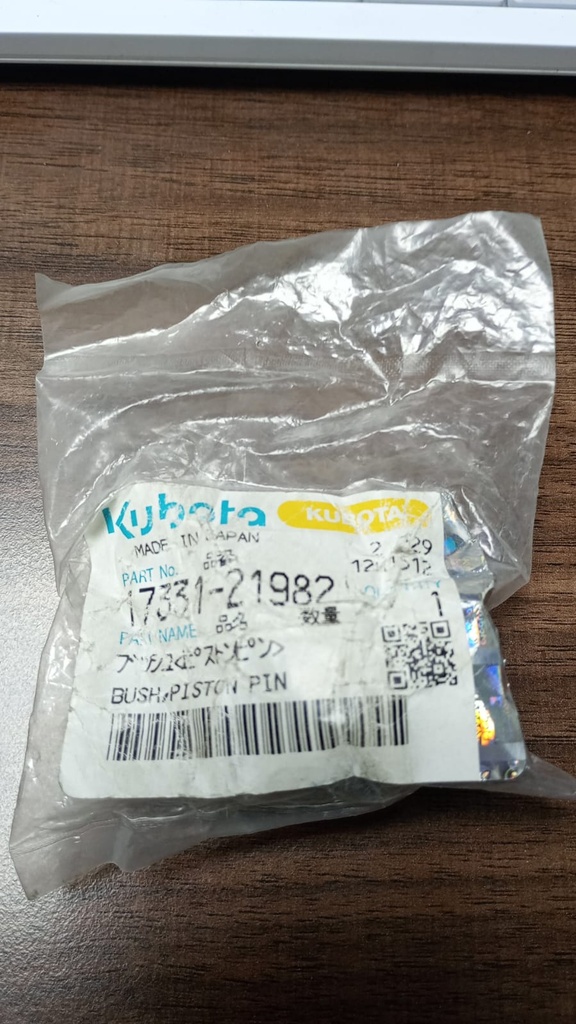 Kubota KUBOTA
MADE IN JAPAN
品番
PART No.
17331-21982
数量 1
品名
PART NAME
ブッシュ<ピストンピン>
BUSH,PISTON PIN